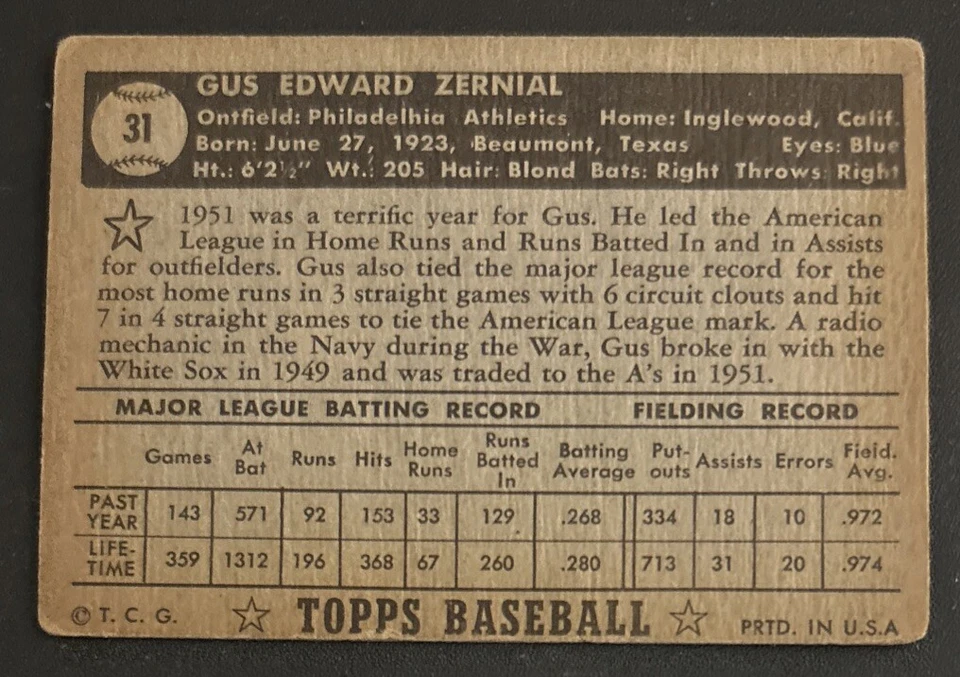 31
GUS EDWARD ZERNIAL
Ontfield: Philadelhia Athletics Home: Inglewood, Calif.
Born: June 27, 1923, Beaumont, Texas Eyes: Blue
Ht.: 6'2½" Wt.: 205 Hair: Blond Bats: Right Throws: Right
1951 was a terrific year for Gus. He led the American
League in Home Runs and Runs Batted In and in Assists
for outfielders. Gus also tied the major league record for the
most home runs in 3 straight games with 6 circuit clouts and hit
7 in 4 straight games to tie the American League mark. A radio
mechanic in the Navy during the War, Gus broke in with the
White Sox in 1949 and was traded to the A's in 1951.
MAJOR LEAGUE BATTING RECORD FIELDING RECORD
Games At Bat Runs Hits Home Runs Runs Batted In Batting Average Put-outs Assists Errors Field. Avg.
PAST YEAR 143 571 92 153 33 129 .268 334 18 10 .972
LIFE-TIME 359 1312 196 368 67 260 .280 713 31 20 .974
© T. C. G. TOPPS BASEBALL PRTD. IN U.S.A